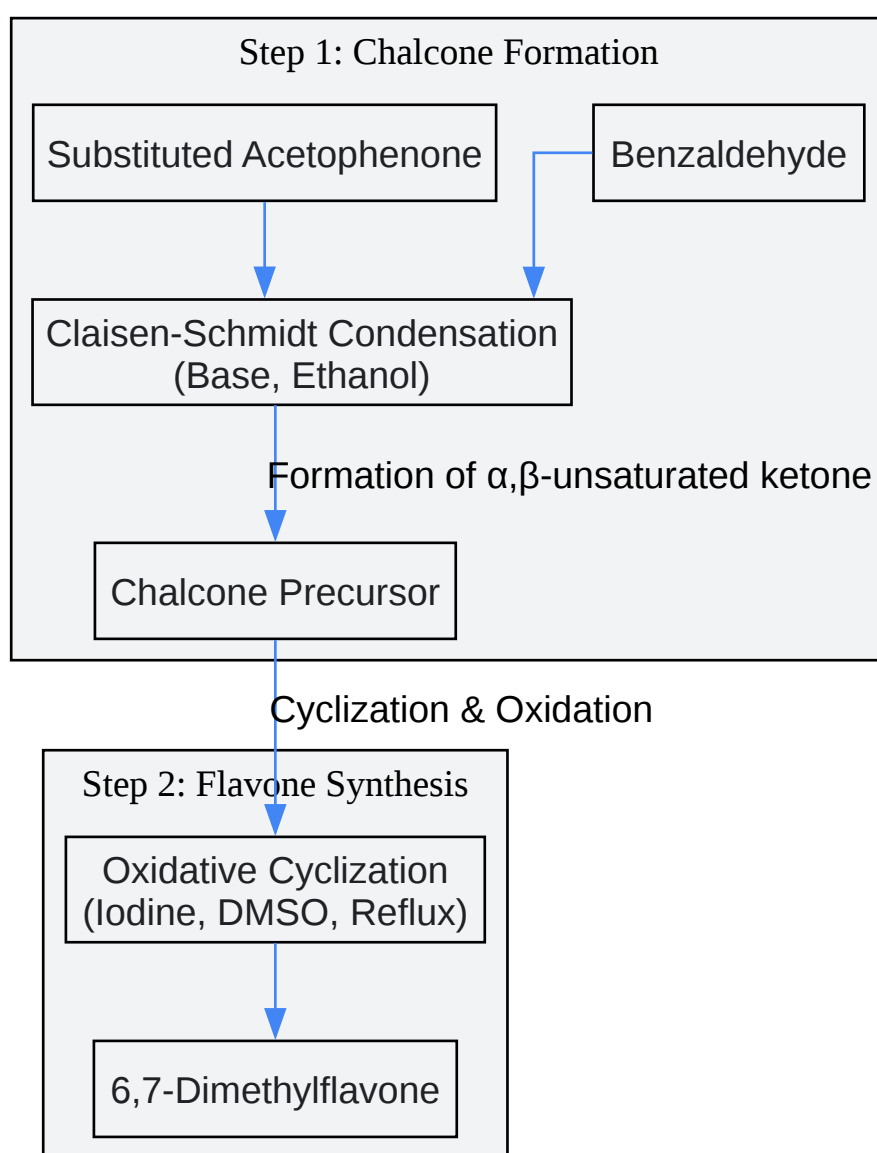 Step 1: Chalcone Formation
Substituted Acetophenone
Benzaldehyde
Claisen-Schmidt Condensation
(Base, Ethanol)
Formation of α,β-unsaturated ketone
Chalcone Precursor
Cyclization & Oxidation
Step 2: Flavone Synthesis
Oxidative Cyclization
(Iodine, DMSO, Reflux)
6,7-Dimethylflavone